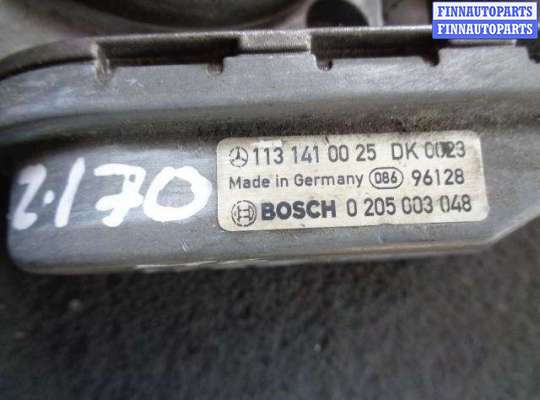 FINNAUTOPARTS
FINNAUTOPARTS
113 141 00 25 DK 0023
Made in Germany 086 96128
BOSCH 0 205 003 048
2.170